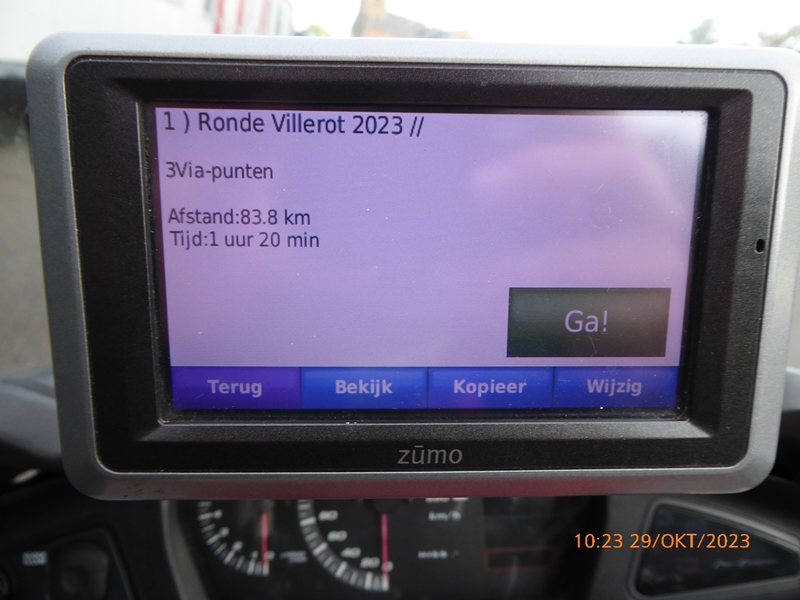 1 ) Ronde Villerot 2023 //
3Via-punten
Afstand:83.8 km
Tijd:1 uur 20 min
Ga!
Terug Bekijk Kopieer Wijzig
zūmo
km/h
10:23 29/OKT/2023